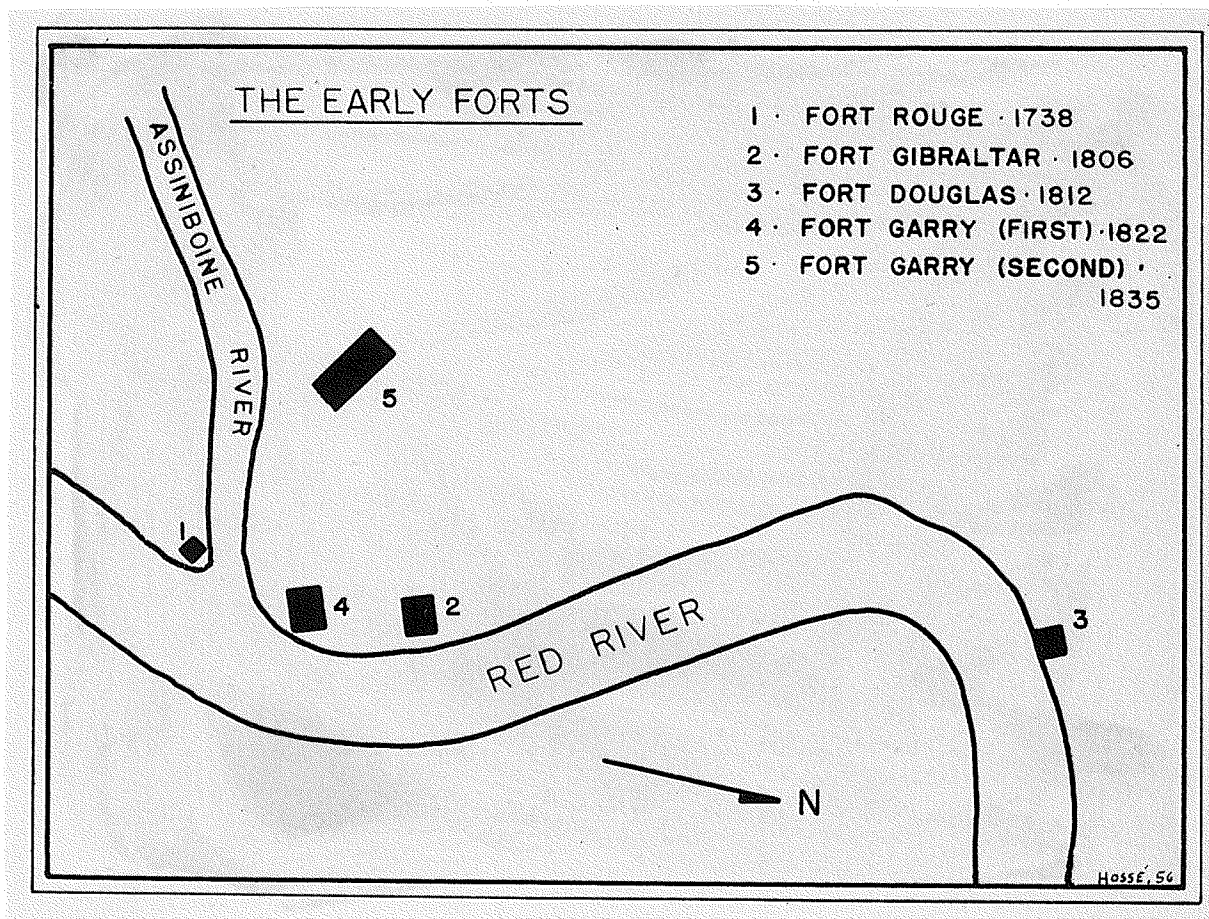 THE EARLY FORTS
1 · FORT ROUGE · 1738
2 · FORT GIBRALTAR · 1806
3 · FORT DOUGLAS · 1812
4 · FORT GARRY (FIRST) · 1822
5 · FORT GARRY (SECOND) ·
1835
ASSINIBOINE
RIVER
5
1
4
2
3
RED RIVER
N
HOSSÉ, 56